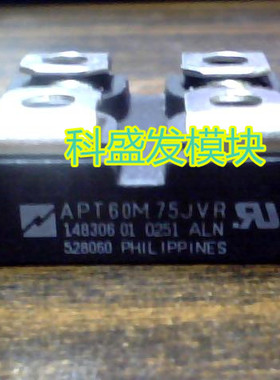 科盛发模块
APT60M75JVR
148306 01 0251 ALN
528060 PHILIPPINES